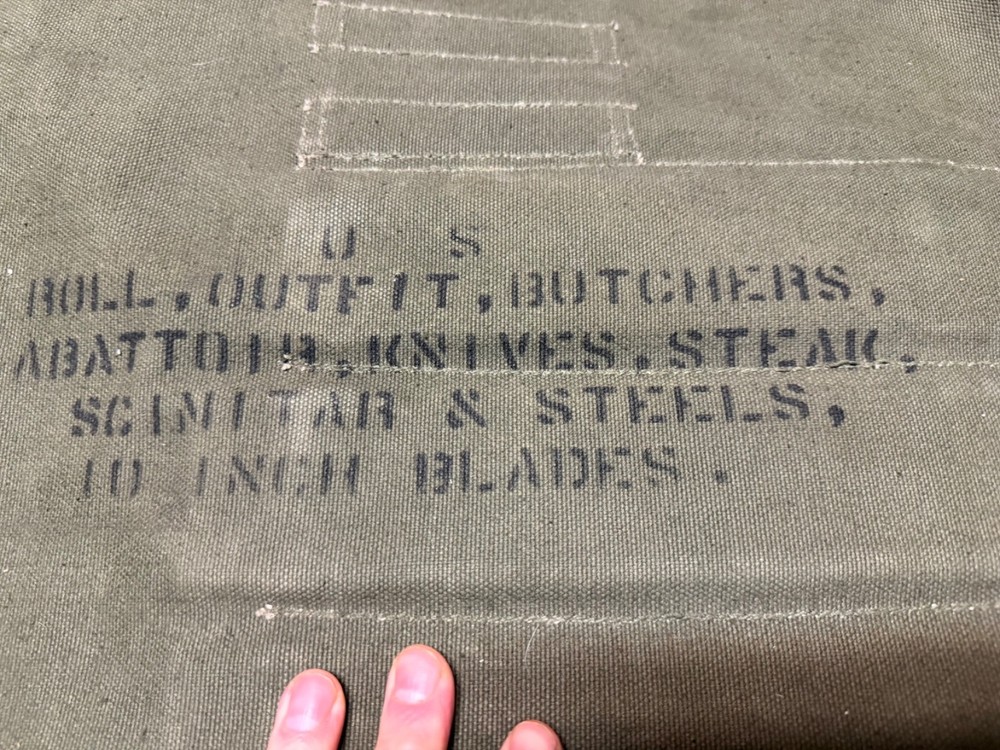 U S
ROLL, OUTFIT, BUTCHERS,
ABATTOIR, KNIVES, STEAK,
SCIMITAR & STEELS,
10 INCH BLADES.